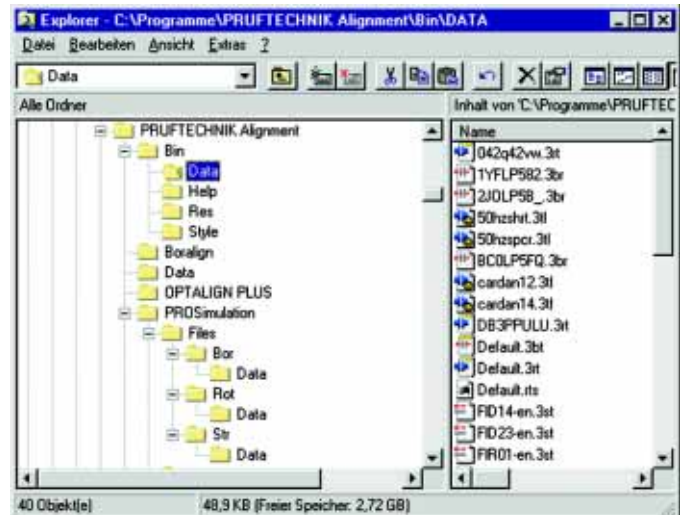 Explorer - C:\Programme\PRUFTECHNIK Alignment\Bin\DATA
Datei Bearbeiten Ansicht Extras ?
Data
Alle Ordner
Inhalt von 'C:\Programme\PRUFTEC
PRUFTECHNIK Alignment
Bin
Data
Help
Res
Style
Boralign
Data
OPTALIGN PLUS
PROSimulation
Files
Bor
Data
Rot
Data
Str
Data
Name
042q42vw.3rt
1YFLP582.3br
2JOLP58_.3br
50hzshrt.3tl
50hzspcr.3tl
BC0LP5FQ.3br
cardan12.3tl
cardan14.3tl
DB3PPULU.3rt
Default.3bt
Default.3rt
Default.rts
FID14-en.3st
FID23-en.3st
FIR01-en.3st
40 Objekt(e)
48,9 KB (Freier Speicher: 2,72 GB)